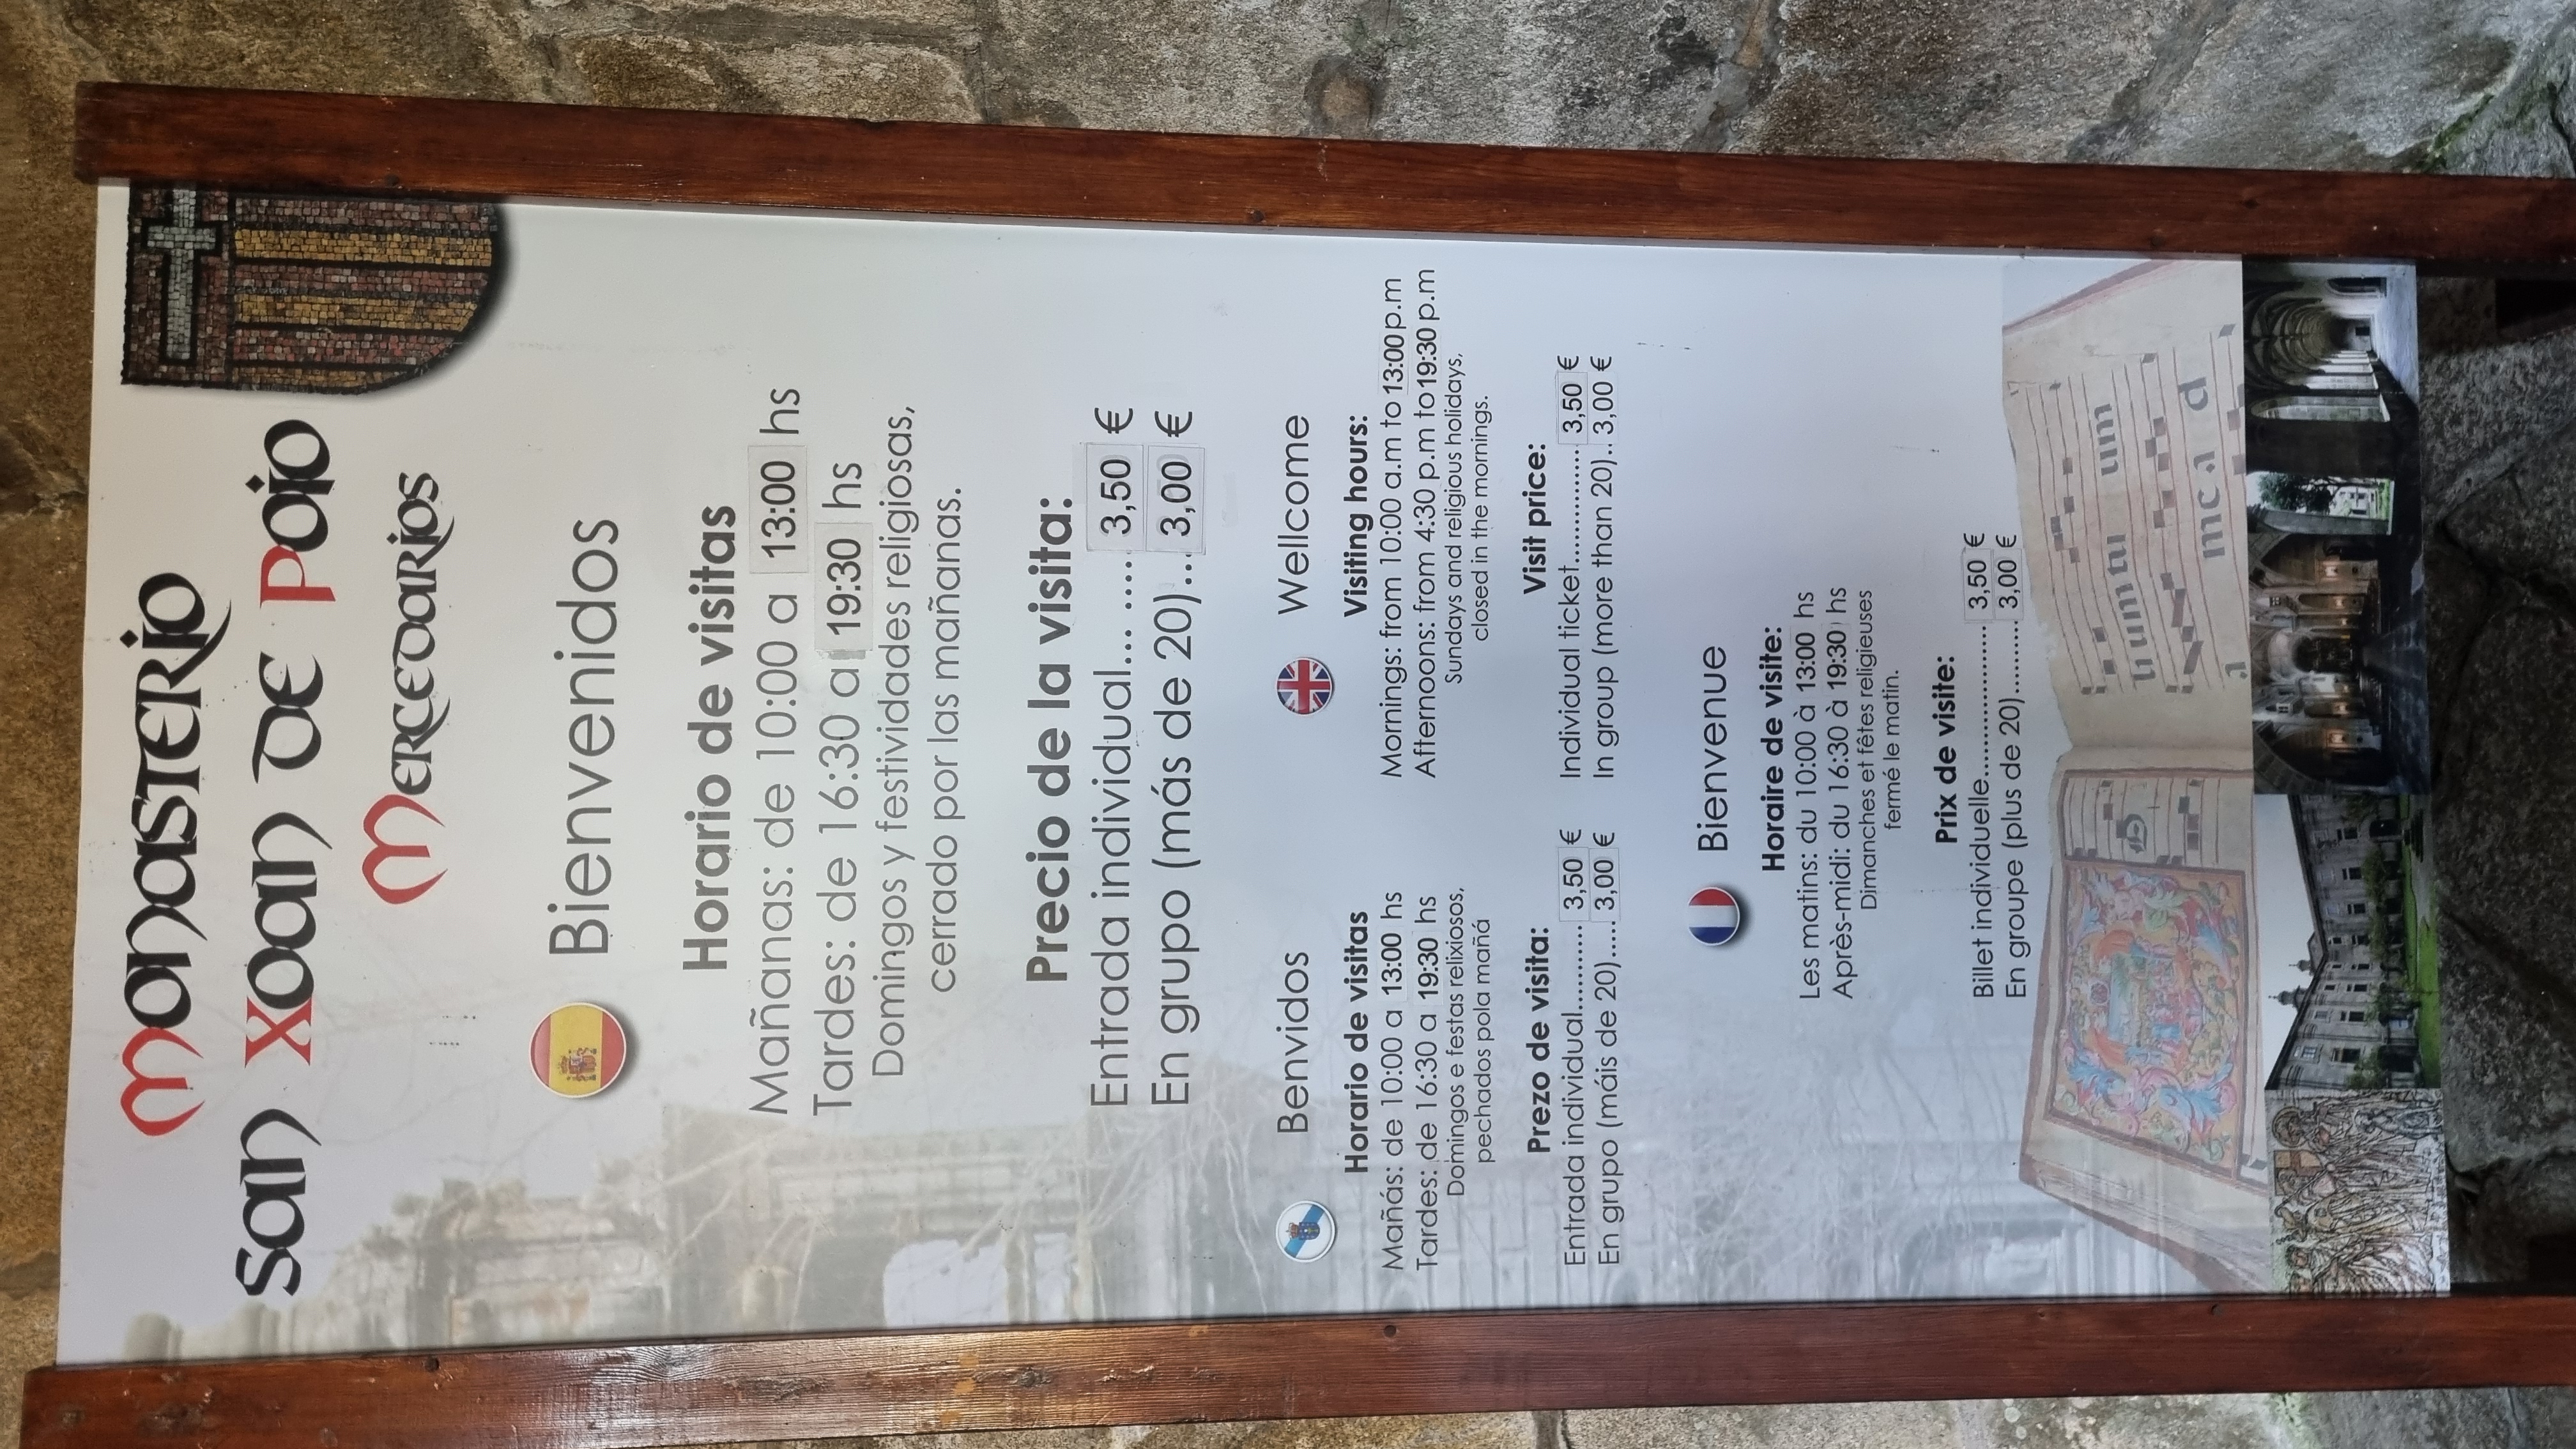 Monasterio
San Xoan de Poio
Mercedarios
Bienvenidos
Horario de visitas
Mañanas: de 10:00 a 13:00 hs
Tardes: de 16:30 a 19:30 hs
Domingos y festividades religiosas,
cerrado por las mañanas.
Precio de la visita:
Entrada individual... .... 3,50 €
En grupo (más de 20)... 3,00 €
Benvidos
Horario de visitas
Mañás: de 10:00 a 13:00 hs
Tardes: de 16:30 a 19:30 hs
Domingos e festas relixiosos,
pechados pola mañá
Prezo de visita:
Entrada individual........... 3,50 €
En grupo (máis de 20)..... 3,00 €
Wellcome
Visiting hours:
Mornings: from 10:00 a.m to 13:00 p.m
Afternoons: from 4:30 p.m to 19:30 p.m
Sundays and religious holidays,
closed in the mornings.
Visit price:
Individual ticket............... 3,50 €
In group (more than 20).. 3,00 €
Bienvenue
Horaire de visite:
Les matins: du 10:00 à 13:00 hs
Après-midi: du 16:30 à 19:30 hs
Dimanches et fêtes religieuses
fermé le matin.
Prix de visite:
Billet individuelle.................. 3,50 €
En groupe (plus de 20).......... 3,00 €